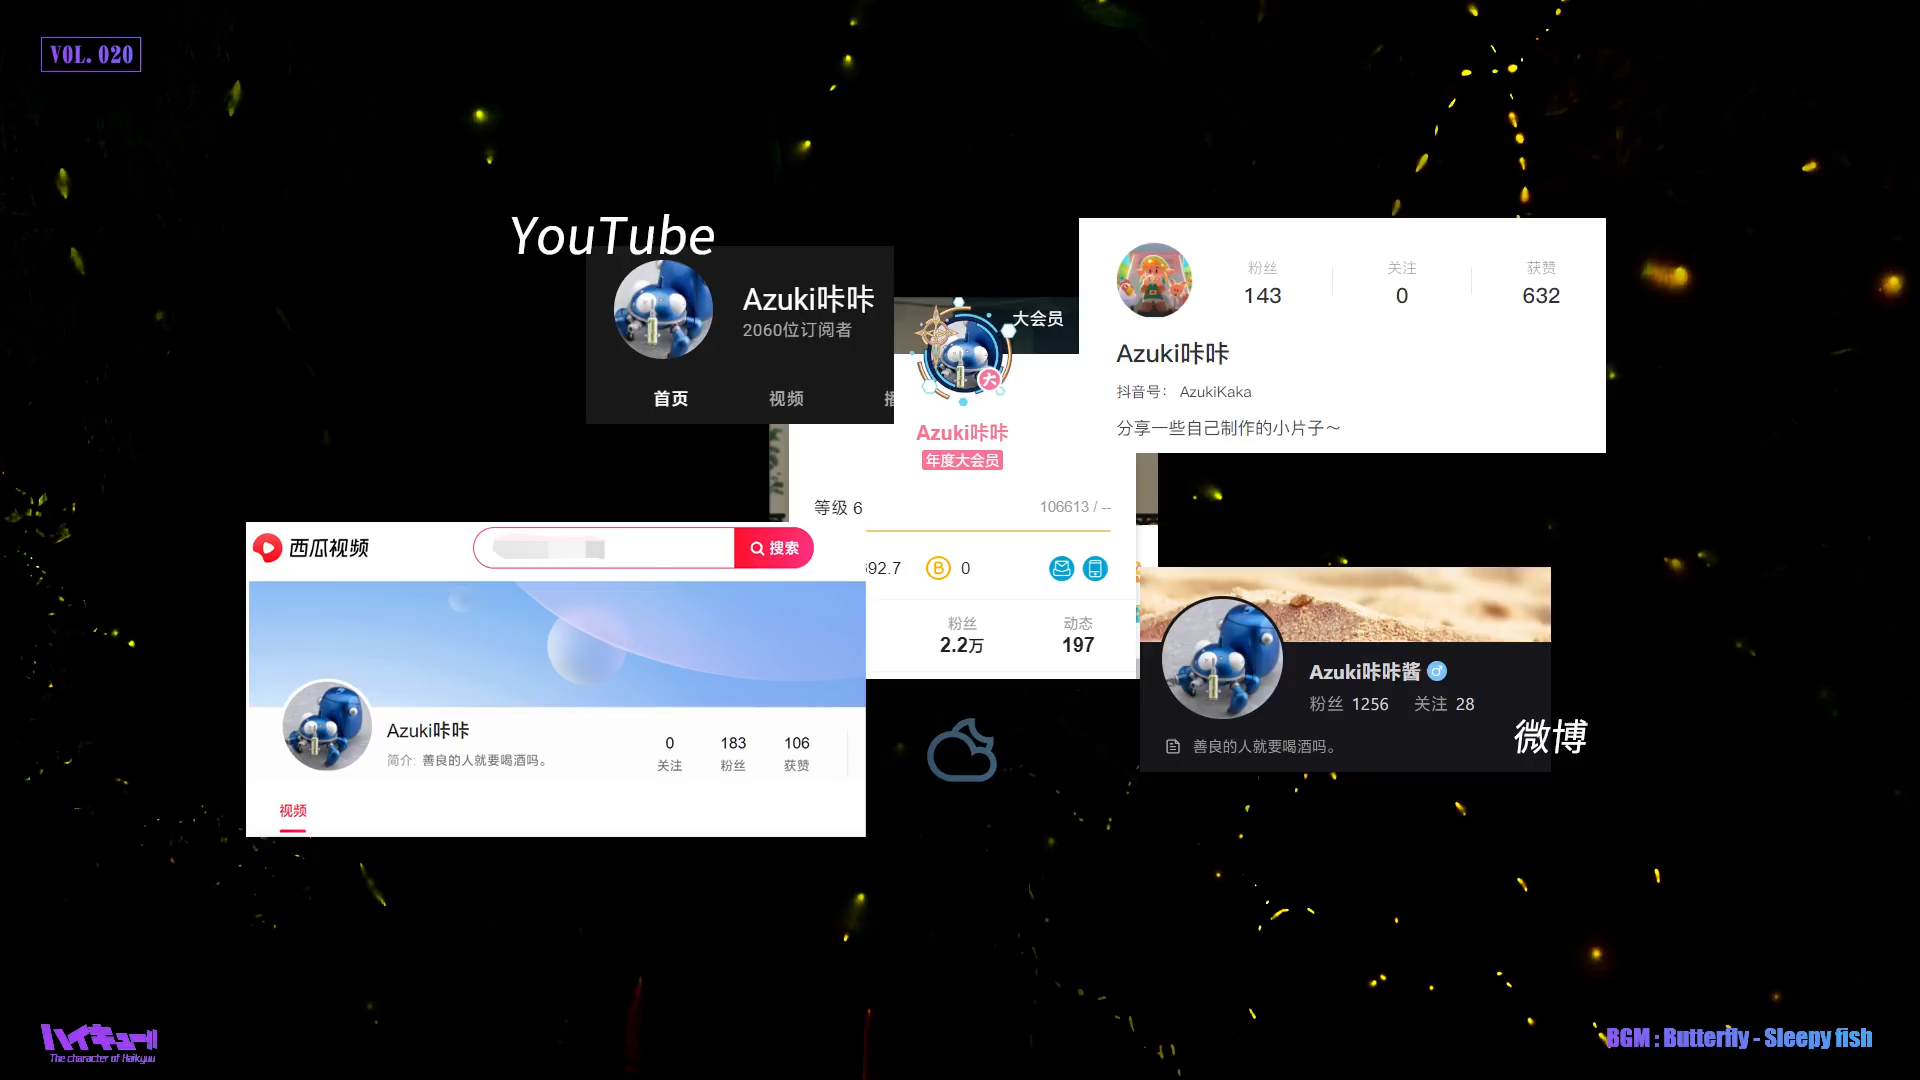 VOL. 020
YouTube
Azuki咔咔
2060位订阅者
首页
视频
大会员
大
Azuki咔咔
年度大会员
等级 6
106613 / --
92.7
B
0
粉丝
动态
2.2万
197
粉丝
关注
获赞
143
0
632
Azuki咔咔
抖音号： AzukiKaka
分享一些自己制作的小片子～
西瓜视频
搜索
Azuki咔咔
简介: 善良的人就要喝酒吗。
0
183
106
关注
粉丝
获赞
视频
Azuki咔咔酱
粉丝 1256 关注 28
善良的人就要喝酒吗。
微博
ハイキュー!!
The character of Haikyuu
BGM : Butterfly - Sleepy fish